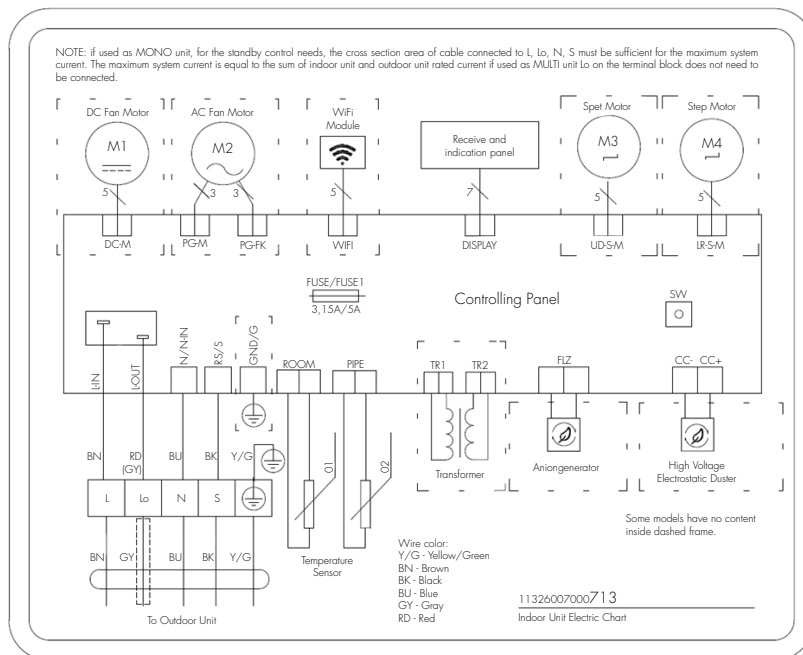 NOTE: if used as MONO unit, for the standby control needs, the cross section area of cable connected to L, Lo, N, S must be sufficient for the maximum system
current. The maximum system current is equal to the sum of indoor unit and outdoor unit rated current if used as MULTI unit Lo on the terminal block does not need to
be connected.
DC Fan Motor
AC Fan Motor
WiFi
Module
Spet Motor
Step Motor
M1
M2
Receive and
indication panel
M3
M4
5
3
3
5
7
5
5
DC-M
PG-M
PG-FK
WIFI
DISPLAY
UD-S-M
LR-S-M
FUSE/FUSE1
3,15A/5A
Controlling Panel
SW
L-IN
L-OUT
N/N-IN
RS/S
GND/G
ROOM
PIPE
TR1
TR2
FLZ
CC-
CC+
BN
RD
(GY)
BU
BK
Y/G
01
02
Transformer
Aniongenerator
High Voltage
Electrostatic Duster
L
Lo
N
S
Some models have no content
inside dashed frame.
BN
GY
BU
BK
Y/G
Temperature
Sensor
To Outdoor Unit
Wire color:
Y/G - Yellow/Green
BN - Brown
BK - Black
BU - Blue
GY - Gray
RD - Red
11326007000713
Indoor Unit Electric Chart